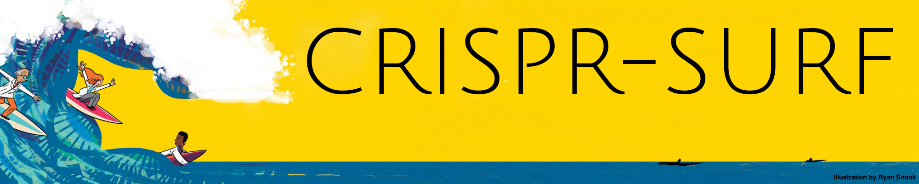 CRISPR-SURF
Illustration by Ryan Snook